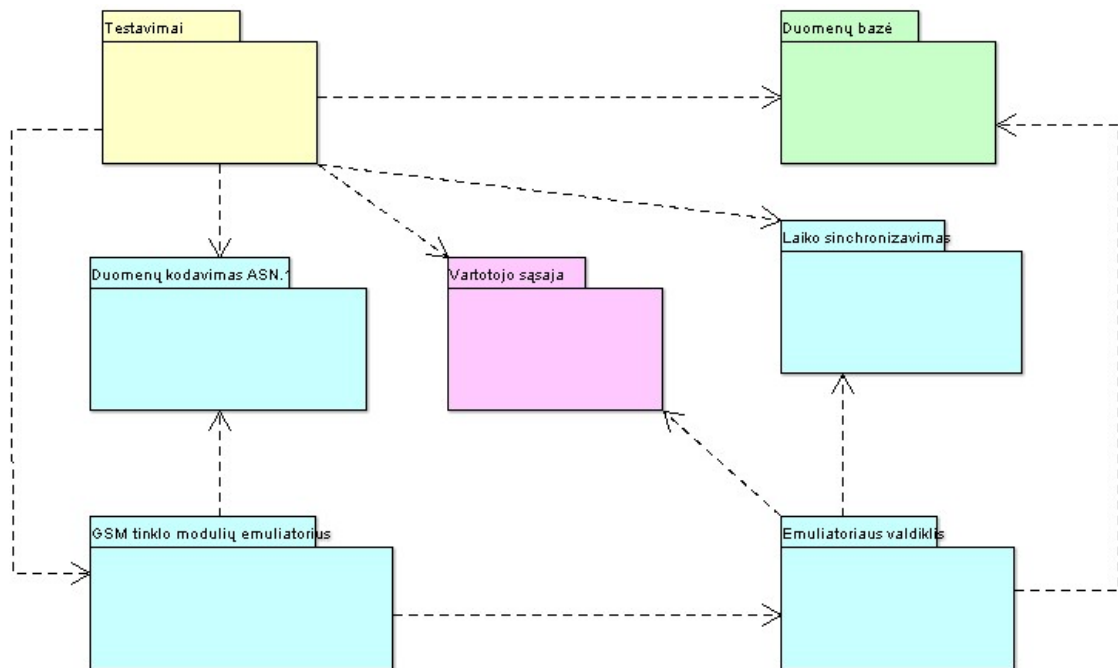 Testavimai
Duomenų bazė
Laiko sinchronizavimas
Duomenų kodavimas ASN.1
Vartotojo sąsaja
GSM tinklo modulių emuliatorius
Emuliatoriaus valdiklis